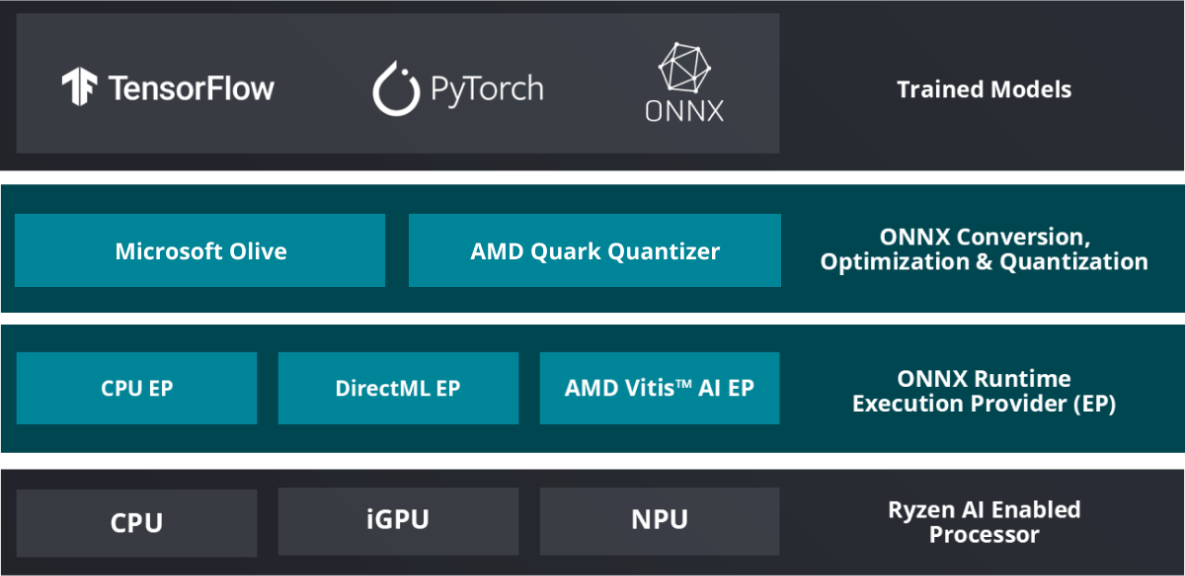 TensorFlow
PyTorch
ONNX
Trained Models
Microsoft Olive
AMD Quark Quantizer
ONNX Conversion,
Optimization & Quantization
CPU EP
DirectML EP
AMD Vitis™ AI EP
ONNX Runtime
Execution Provider (EP)
CPU
iGPU
NPU
Ryzen AI Enabled
Processor